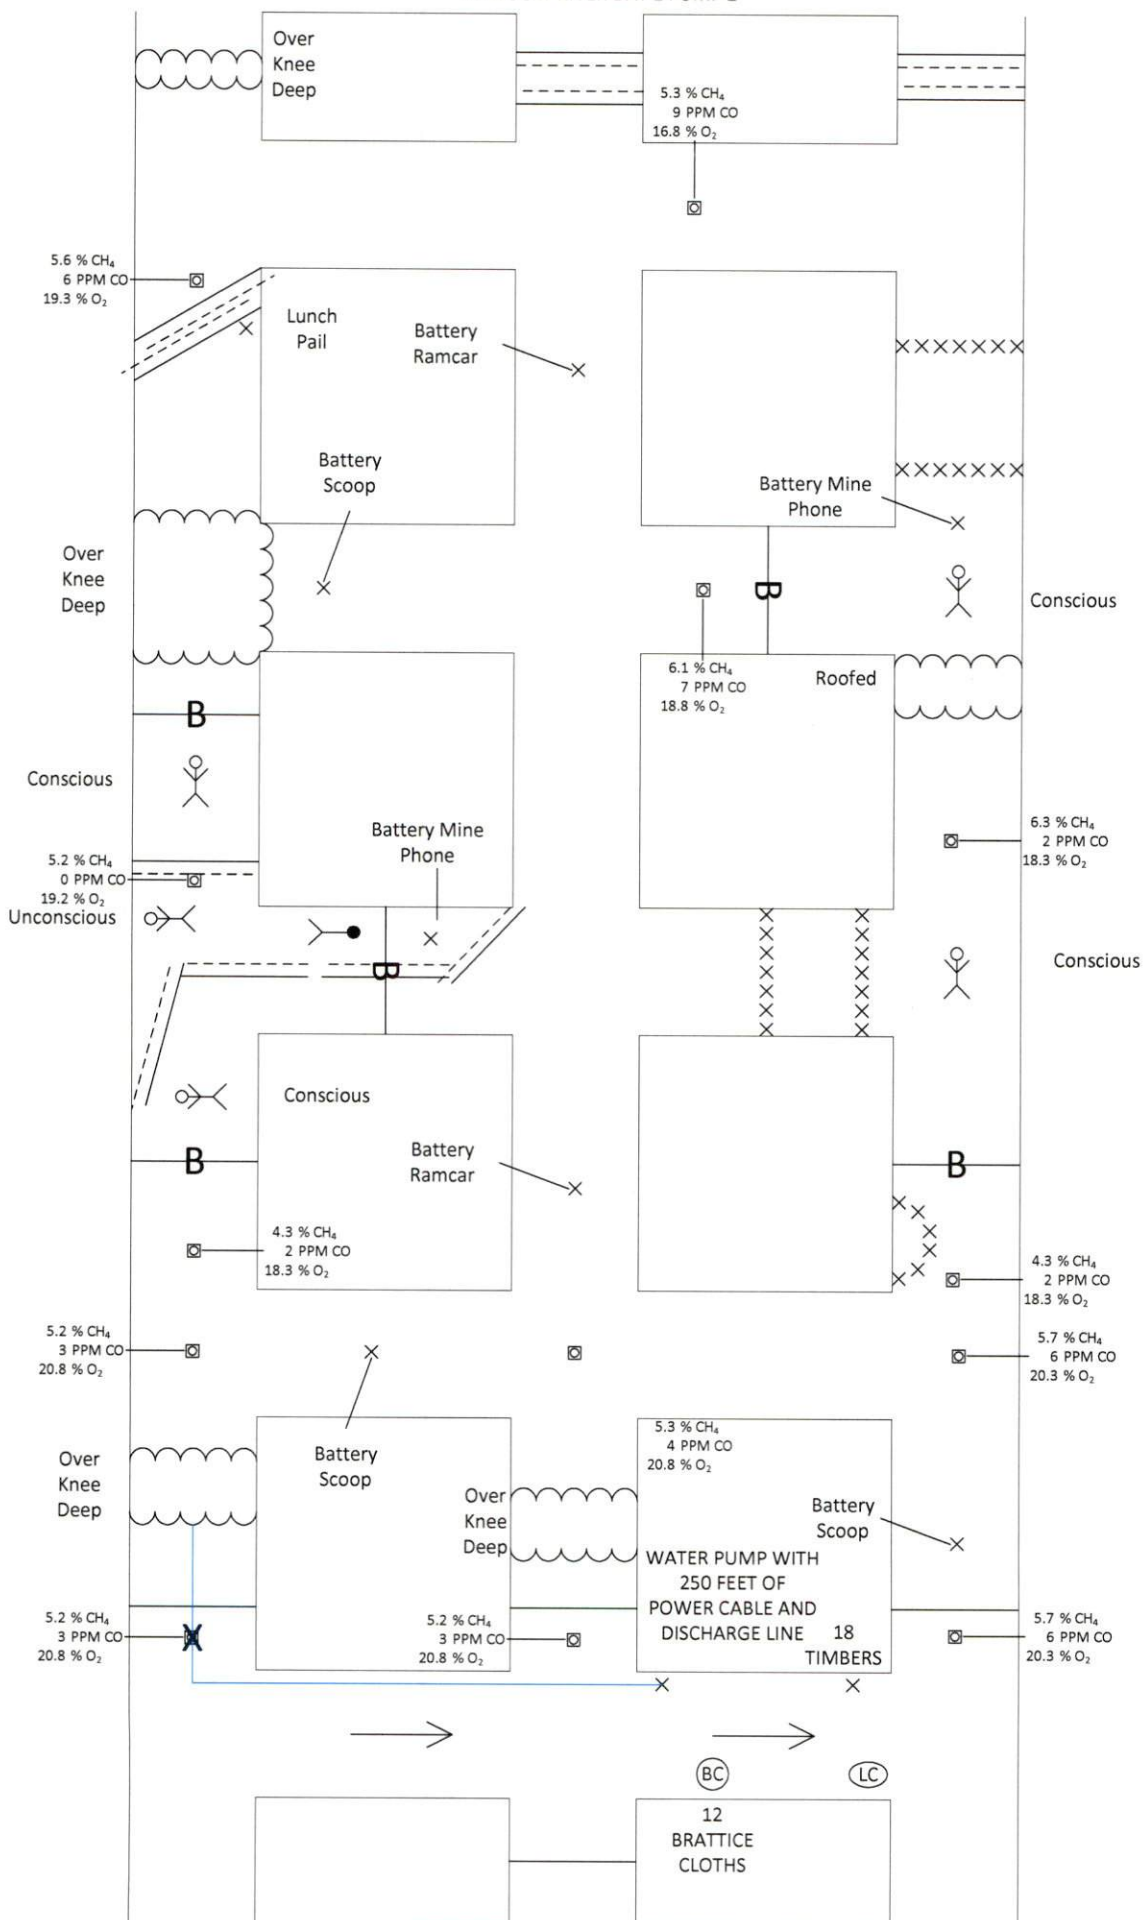 Over
Knee
Deep
5.3 % CH₄
9 PPM CO
16.8 % O₂
5.6 % CH₄
6 PPM CO
19.3 % O₂
Lunch
Pail
Battery
Ramcar
Battery
Scoop
Battery Mine
Phone
Over
Knee
Deep
Conscious
B
6.1 % CH₄
7 PPM CO
18.8 % O₂
Roofed
B
Conscious
Battery Mine
Phone
6.3 % CH₄
2 PPM CO
18.3 % O₂
5.2 % CH₄
0 PPM CO
19.2 % O₂
Unconscious
B
Conscious
Conscious
Battery
Ramcar
B
B
4.3 % CH₄
2 PPM CO
18.3 % O₂
4.3 % CH₄
2 PPM CO
18.3 % O₂
5.2 % CH₄
3 PPM CO
20.8 % O₂
5.7 % CH₄
6 PPM CO
20.3 % O₂
Over
Knee
Deep
Battery
Scoop
5.3 % CH₄
4 PPM CO
20.8 % O₂
Over
Knee
Deep
Battery
Scoop
WATER PUMP WITH
250 FEET OF
POWER CABLE AND
DISCHARGE LINE
18
TIMBERS
5.2 % CH₄
3 PPM CO
20.8 % O₂
5.2 % CH₄
3 PPM CO
20.8 % O₂
5.7 % CH₄
6 PPM CO
20.3 % O₂
BC
LC
12
BRATTICE
CLOTHS